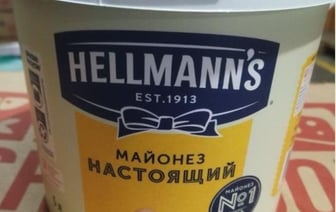 HELLMANN'S
EST.1913
МАЙОНЕЗ
НАСТОЯЩИЙ
МАЙОНЕЗ
№1